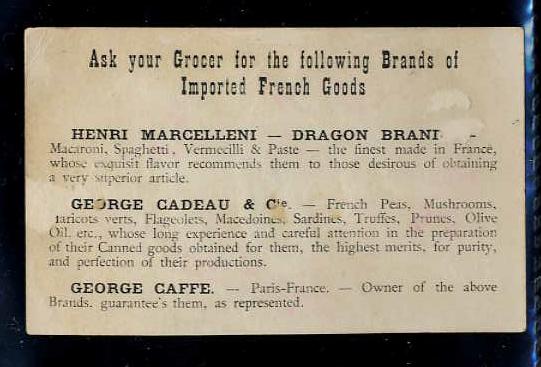 Ask your Grocer for the following Brands of
Imported French Goods
HENRI MARCELLENI — DRAGON BRAN
Macaroni, Spaghetti, Vermecilli & Paste — the finest made in France,
whose exquisit flavor recommends them to those desirous of obtaining
a very superior article.
GEORGE CADEAU & Cie. — French Peas, Mushrooms,
haricots verts, Flageolets, Macedoines, Sardines, Truffes, Prunes, Olive
Oil. etc., whose long experience and careful attention in the preparation
of their Canned goods obtained for them, the highest merits, for purity,
and perfection of their productions.
GEORGE CAFFE. — Paris-France. — Owner of the above
Brands. guarantee's them, as represented.